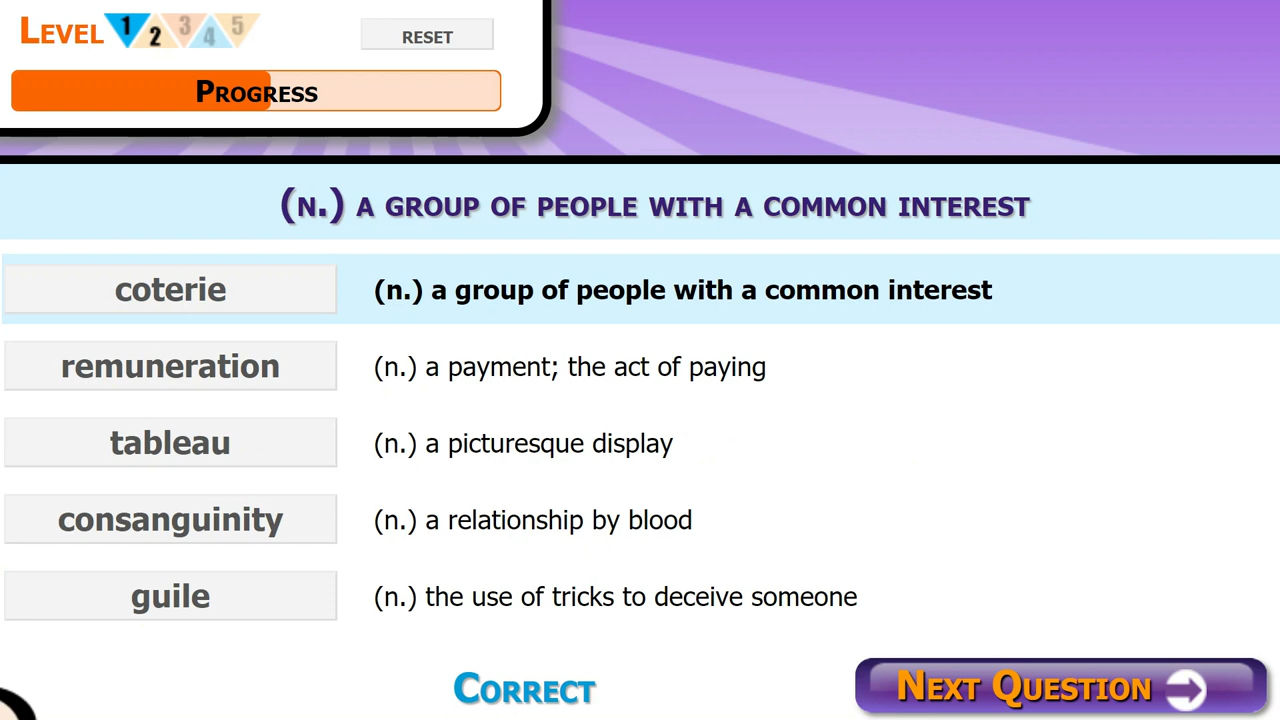 LEVEL 1 2 3 4 5
RESET
PROGRESS
(N.) A GROUP OF PEOPLE WITH A COMMON INTEREST
coterie (n.) a group of people with a common interest
remuneration (n.) a payment; the act of paying
tableau (n.) a picturesque display
consanguinity (n.) a relationship by blood
guile (n.) the use of tricks to deceive someone
CORRECT
NEXT QUESTION